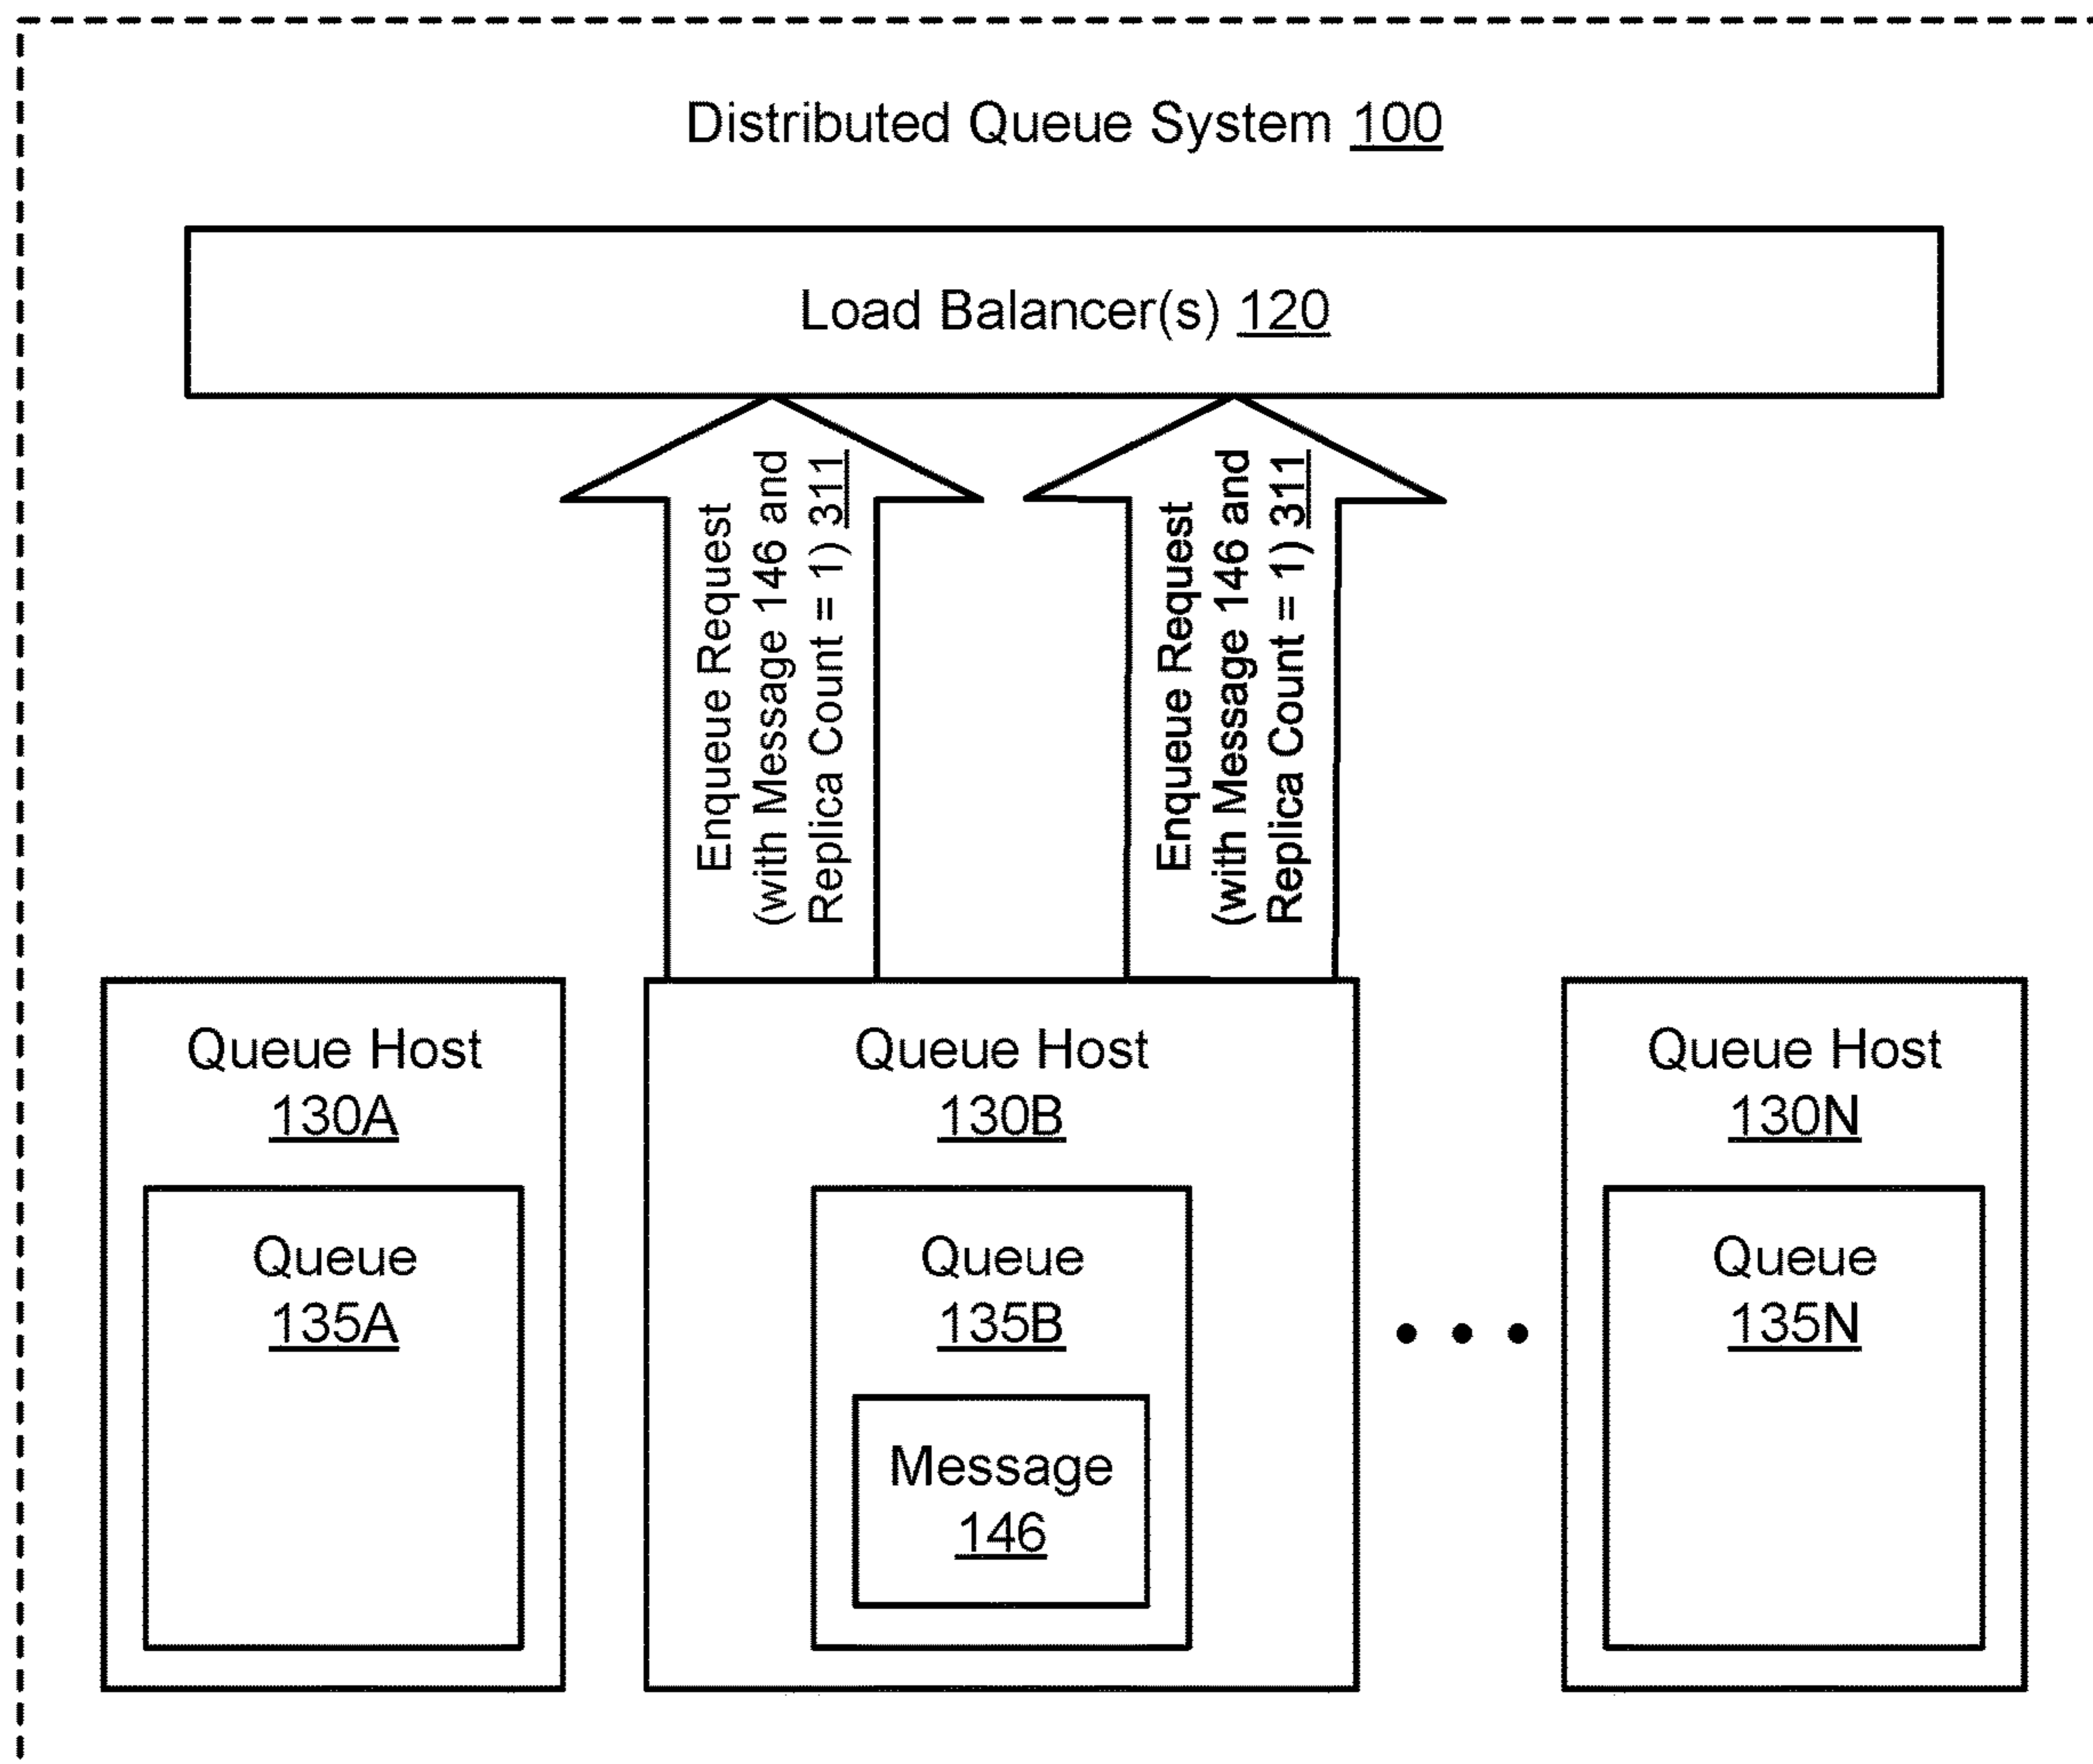 Distributed Queue System 100
Load Balancer(s) 120
Enqueue Request
(with Message 146 and
Replica Count = 1) 311
Enqueue Request
(with Message 146 and
Replica Count = 1) 311
Queue Host
130A
Queue
135A
Queue Host
130B
Queue
135B
Message
146
Queue Host
130N
Queue
135N